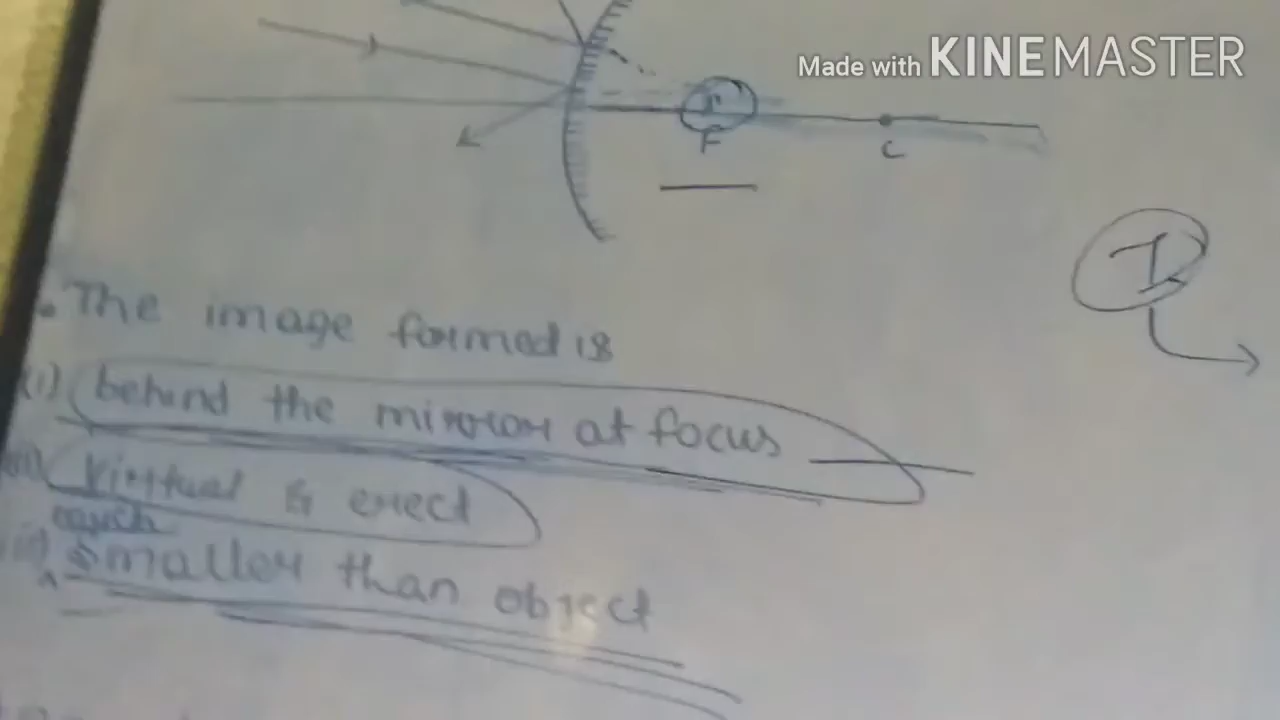 Made with KINEMASTER
F
C
I
The image formed is
(i) behind the mirror at focus
(ii) Virtual & erect
much
(iii) smaller than object